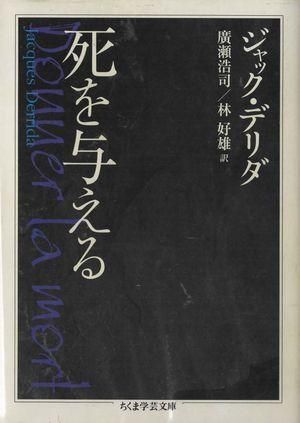 ジャック・デリダ
廣瀬浩司／林 好雄 訳
死を与える
Donner la mort
Jacques Derrida
ちくま学芸文庫